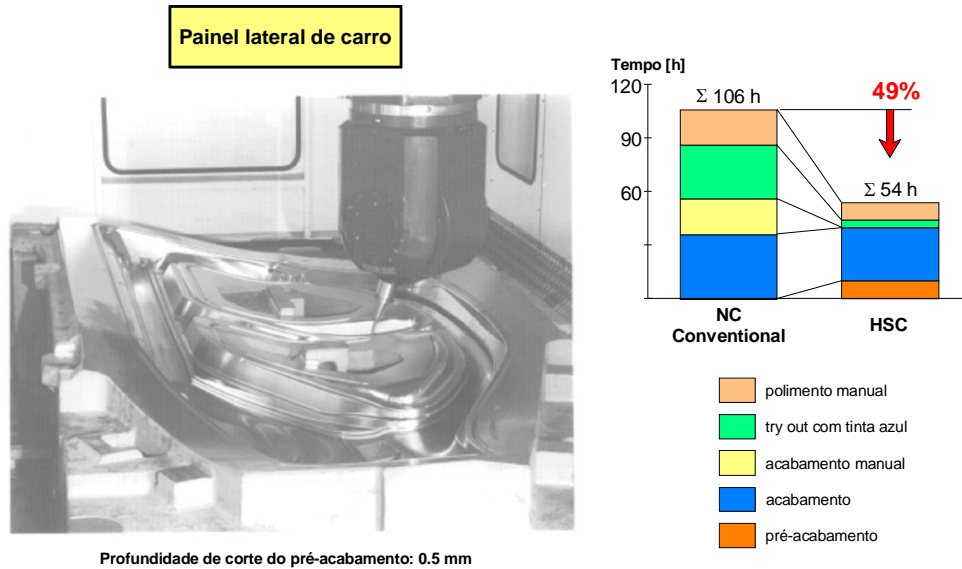 Painel lateral de carro
Tempo [h]
120
90
60
Σ 106 h
49%
Σ 54 h
NC
Conventional
HSC
polimento manual
try out com tinta azul
acabamento manual
acabamento
pré-acabamento
Profundidade de corte do pré-acabamento: 0.5 mm